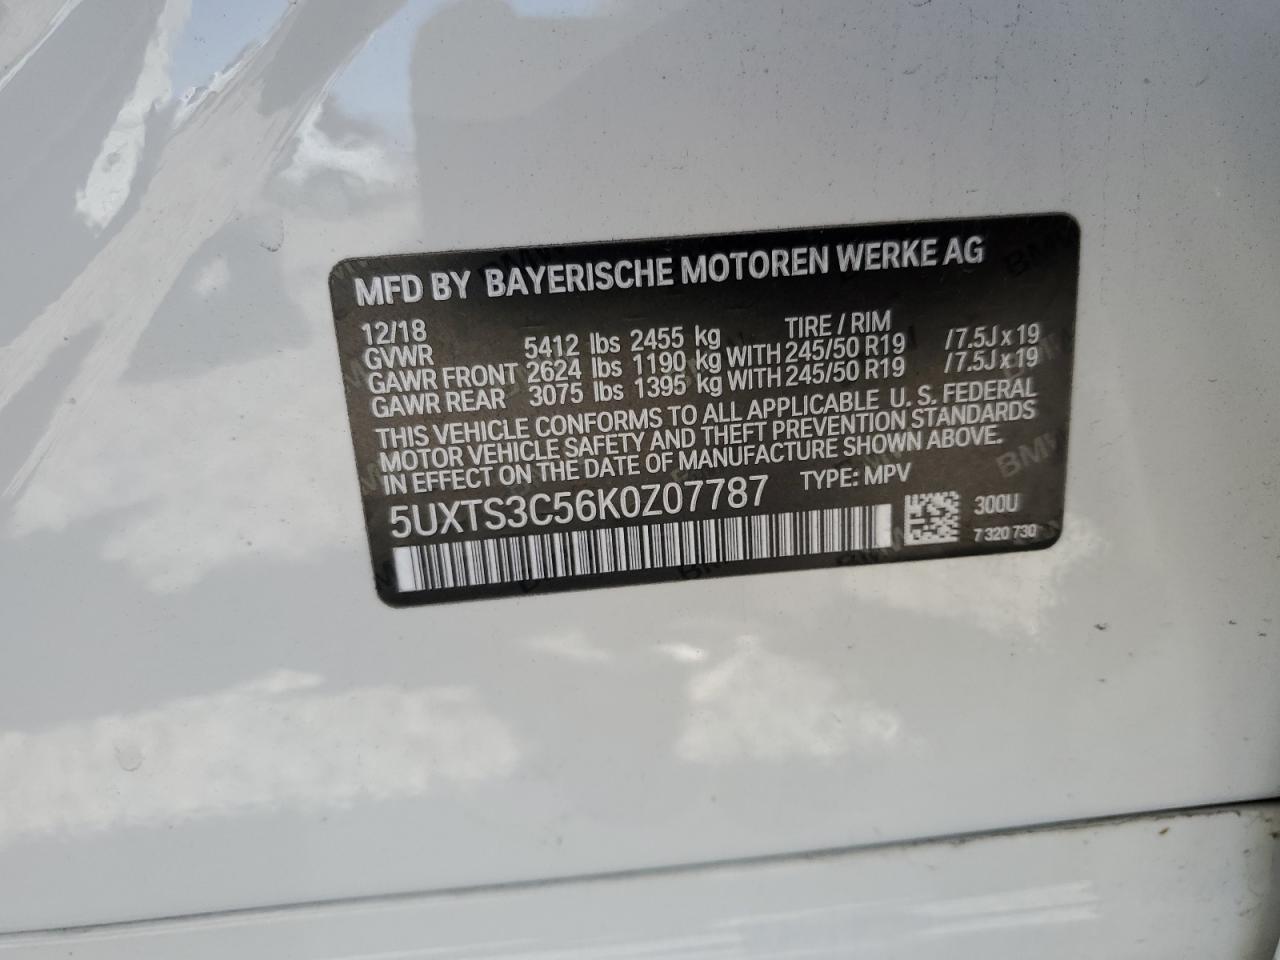 MFD BY BAYERISCHE MOTOREN WERKE AG
12/18 TIRE / RIM
GVWR 5412 lbs 2455 kg
GAWR FRONT 2624 lbs 1190 kg WITH 245/50 R19 /7.5J x 19
GAWR REAR 3075 lbs 1395 kg WITH 245/50 R19 /7.5J x 19
THIS VEHICLE CONFORMS TO ALL APPLICABLE U. S. FEDERAL
MOTOR VEHICLE SAFETY AND THEFT PREVENTION STANDARDS
IN EFFECT ON THE DATE OF MANUFACTURE SHOWN ABOVE.
5UXTS3C56K0Z07787 TYPE: MPV
300U
7 320 730